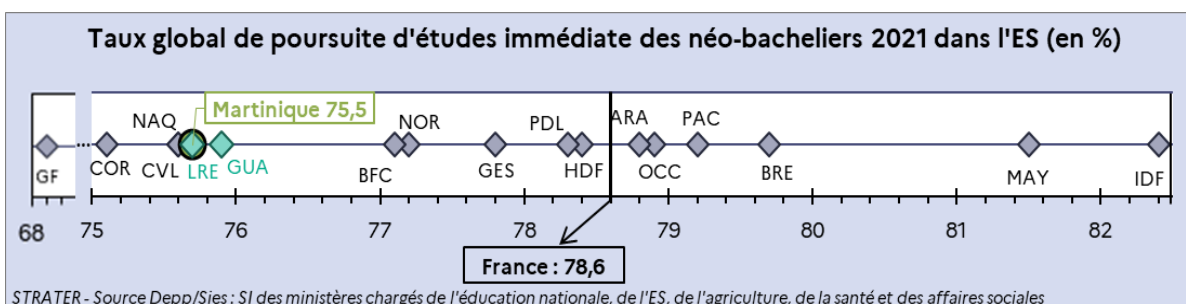 Taux global de poursuite d'études immédiate des néo-bacheliers 2021 dans l'ES (en %)
Martinique 75,5
NAQ NOR PDL ARA PAC
GF ... COR CVL LRE GUA BFC GES HDF OCC BRE MAY IDF
68 75 76 77 78 79 80 81 82
France : 78,6
STRATER - Source Depp/Sies : SI des ministères chargés de l'éducation nationale, de l'ES, de l'agriculture, de la santé et des affaires sociales